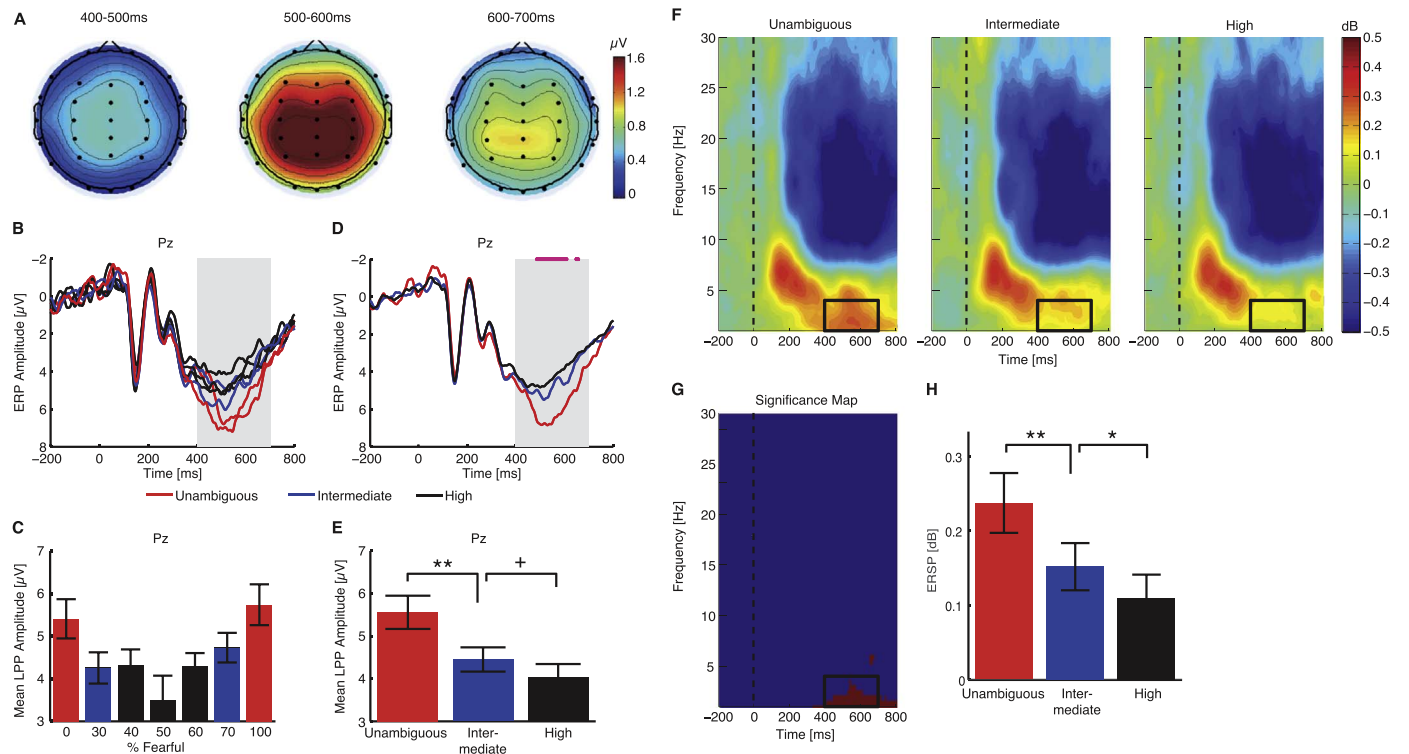 A
400-500ms
500-600ms
600-700ms
µV
1.6
1.2
0.8
0.4
0
B
Pz
−2
0
2
4
6
8
ERP Amplitude [µV]
−200 0 200 400 600 800
Time [ms]
D
Pz
−2
0
2
4
6
8
ERP Amplitude [µV]
−200 0 200 400 600 800
Time [ms]
Unambiguous Intermediate High
C
Pz
7
6
5
4
3
Mean LPP Amplitude [µV]
0 30 40 50 60 70 100
% Fearful
E
Pz
7
6
5
4
3
Mean LPP Amplitude [µV]
** +
Unambiguous Inter- High
mediate
F
Unambiguous
Intermediate
High
dB
30
25
20
15
10
5
Frequency [Hz]
−200 0 200 400 600 800
−200 0 200 400 600 800
−200 0 200 400 600 800
Time [ms]
Time [ms]
0.5
0.4
0.3
0.2
0.1
0
−0.1
−0.2
−0.3
−0.4
−0.5
G
Significance Map
30
25
20
15
10
5
Frequency [Hz]
−200 0 200 400 600 800
Time [ms]
H
0.3
0.2
0.1
0
ERSP [dB]
** *
Unambiguous Inter- High
mediate